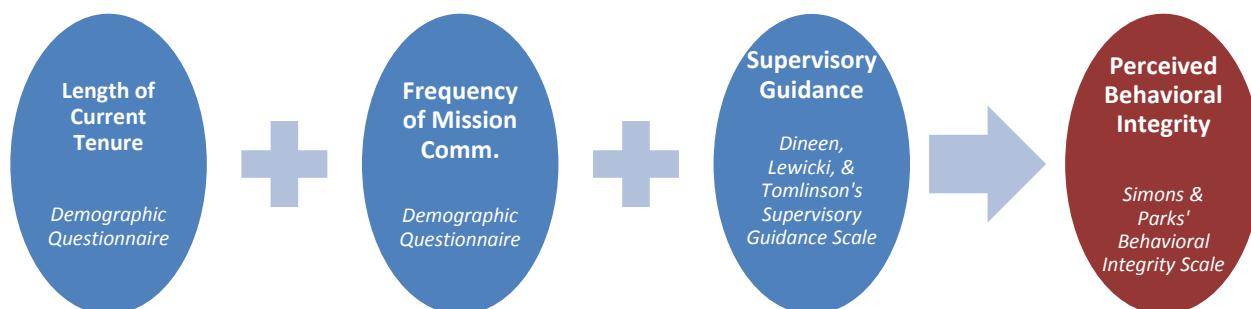 Length of
Current
Tenure
Demographic
Questionnaire
Frequency
of Mission
Comm.
Demographic
Questionnaire
Supervisory
Guidance
Dineen,
Lewicki, &
Tomlinson's
Supervisory
Guidance Scale
Perceived
Behavioral
Integrity
Simons &
Parks'
Behavioral
Integrity Scale